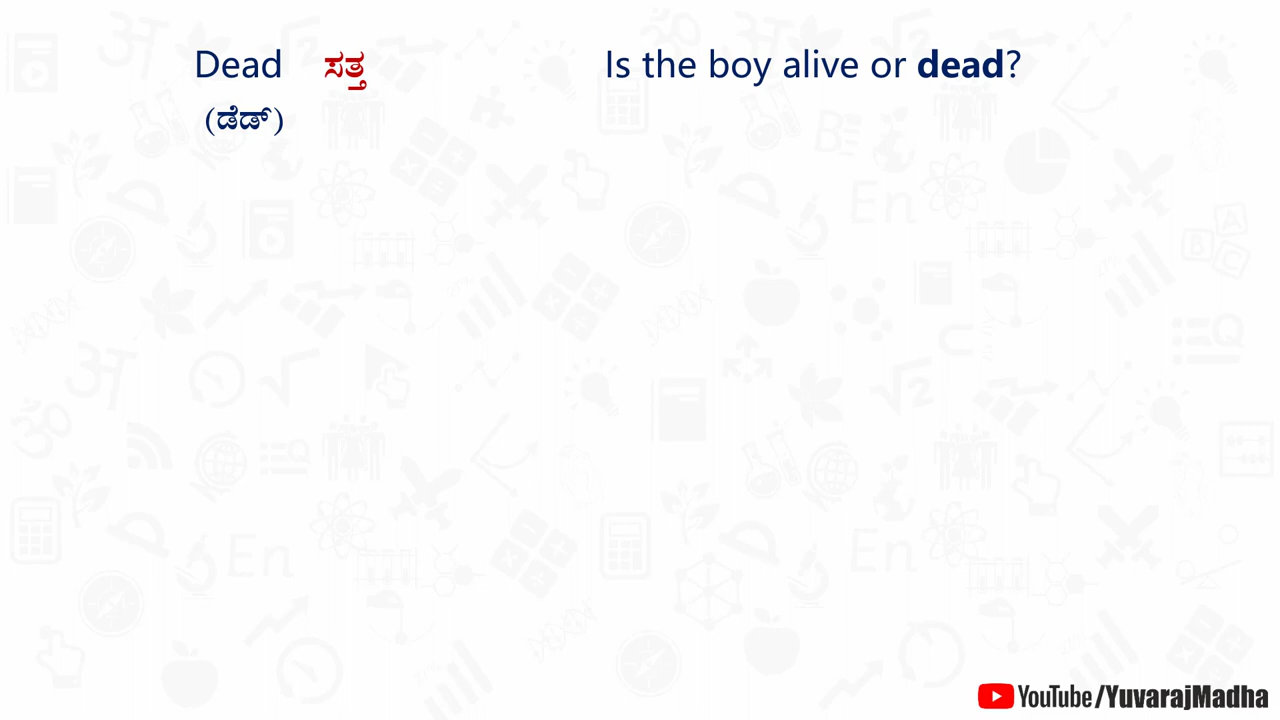 Dead ಸತ್ತ Is the boy alive or dead?
(ಡೆಡ್)
YouTube/YuvarajMadha